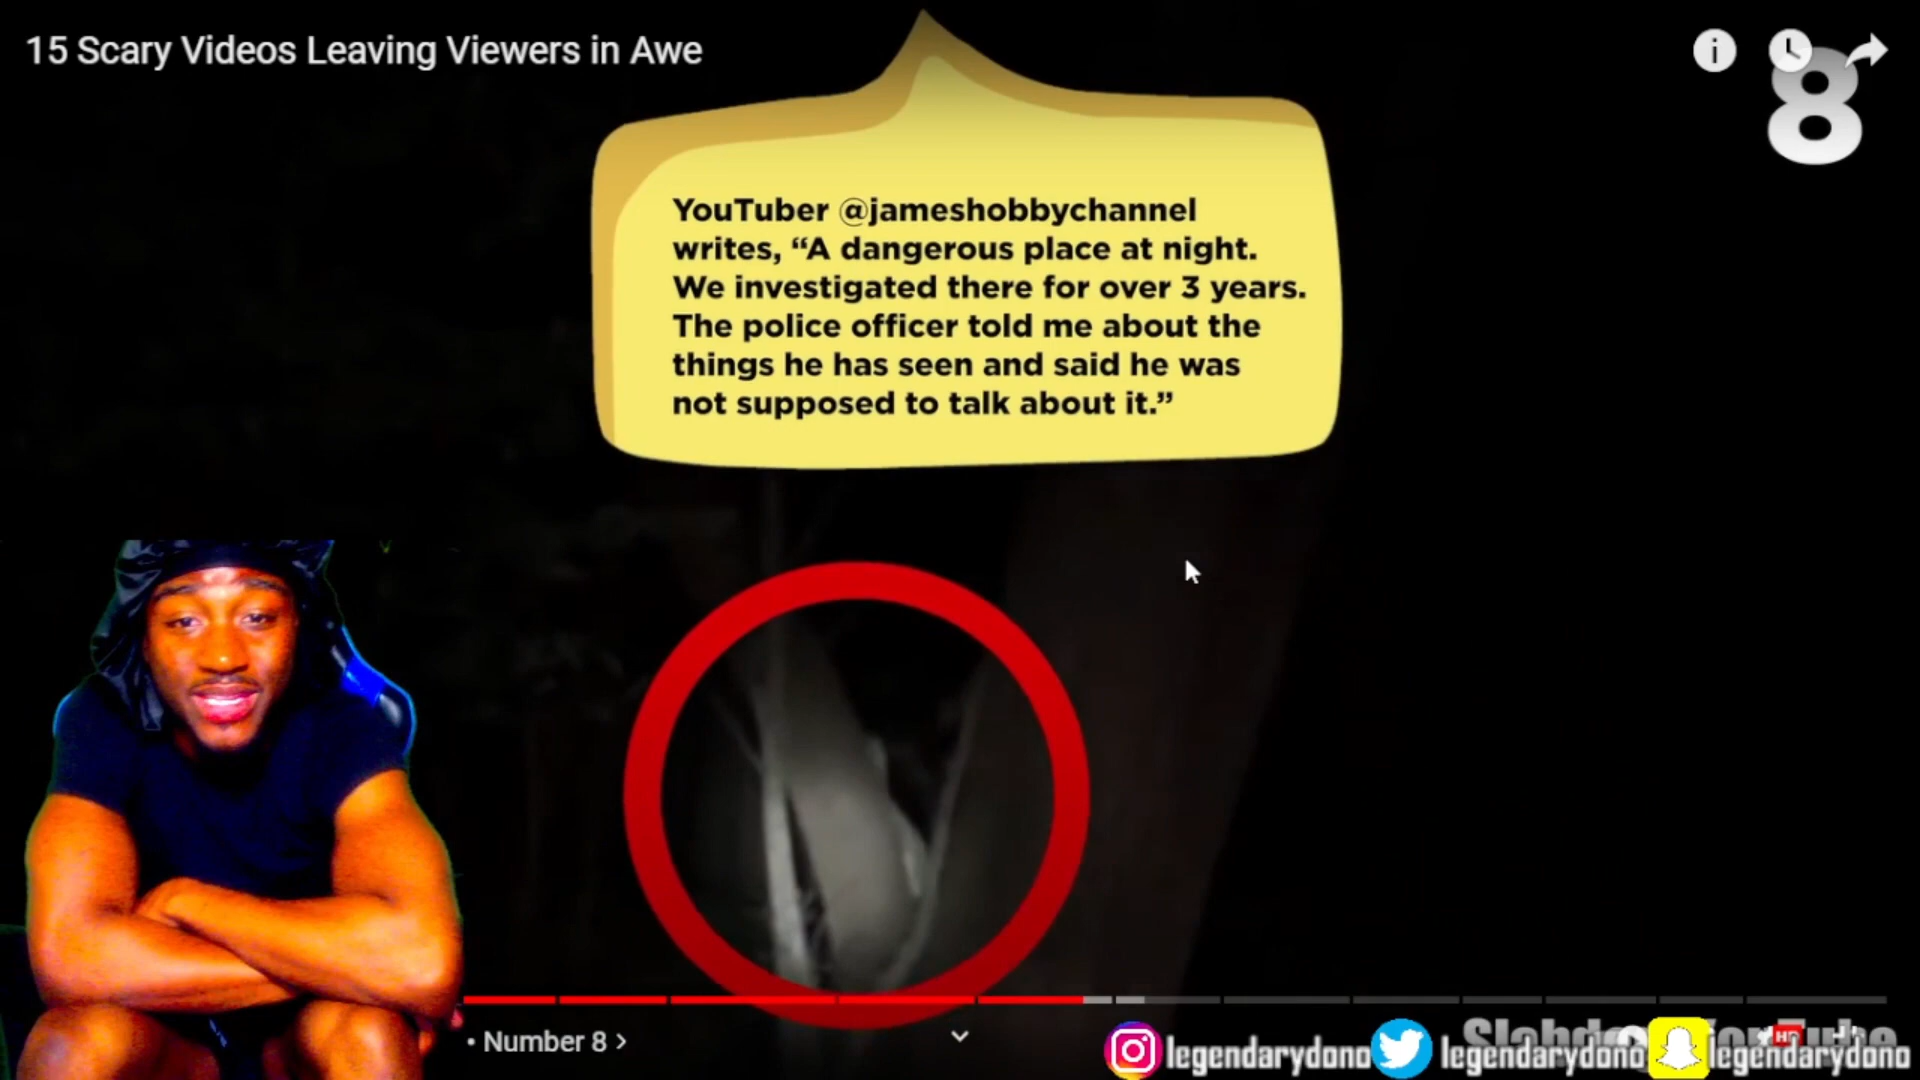 15 Scary Videos Leaving Viewers in Awe
8
YouTuber @jameshobbychannel
writes, “A dangerous place at night.
We investigated there for over 3 years.
The police officer told me about the
things he has seen and said he was
not supposed to talk about it.”
• Number 8 >
HD
legendarydono legendarydono legendarydono